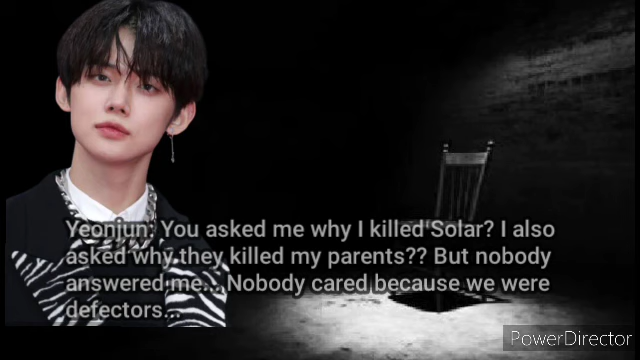 Yeonjun: You asked me why I killed Solar? I also
asked why they killed my parents?? But nobody
answered me... Nobody cared because we were
defectors...
PowerDirector